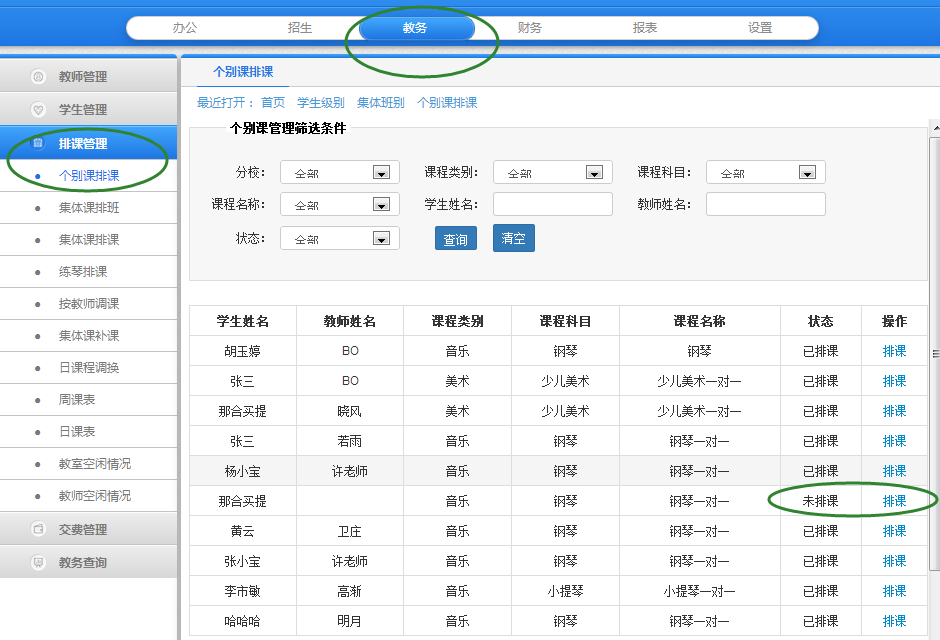 办公 招生 教务 财务 报表 设置
教师管理
学生管理
排课管理
个别课排课
集体课排班
集体课排课
练琴排课
按教师调课
集体课补课
日课程调换
周课表
日课表
教室空闲情况
教师空闲情况
交费管理
教务查询
个别课排课
最近打开： 首页 学生级别 集体班别 个别课排课
个别课管理筛选条件
分校： 全部 课程类别： 全部 课程科目： 全部
课程名称： 全部 学生姓名： 教师姓名：
状态： 全部 查询 清空
学生姓名 教师姓名 课程类别 课程科目 课程名称 状态 操作
胡玉婷 BO 音乐 钢琴 钢琴 已排课 排课
张三 BO 美术 少儿美术 少儿美术一对一 已排课 排课
那合买提 晓风 美术 少儿美术 少儿美术一对一 已排课 排课
张三 若雨 音乐 钢琴 钢琴一对一 已排课 排课
杨小宝 许老师 音乐 钢琴 钢琴一对一 已排课 排课
那合买提 音乐 钢琴 钢琴一对一 未排课 排课
黄云 卫庄 音乐 钢琴 钢琴一对一 已排课 排课
张小宝 许老师 音乐 钢琴 钢琴一对一 已排课 排课
李市敏 高渐 音乐 小提琴 小提琴一对一 已排课 排课
哈哈哈 明月 音乐 钢琴 钢琴一对一 已排课 排课